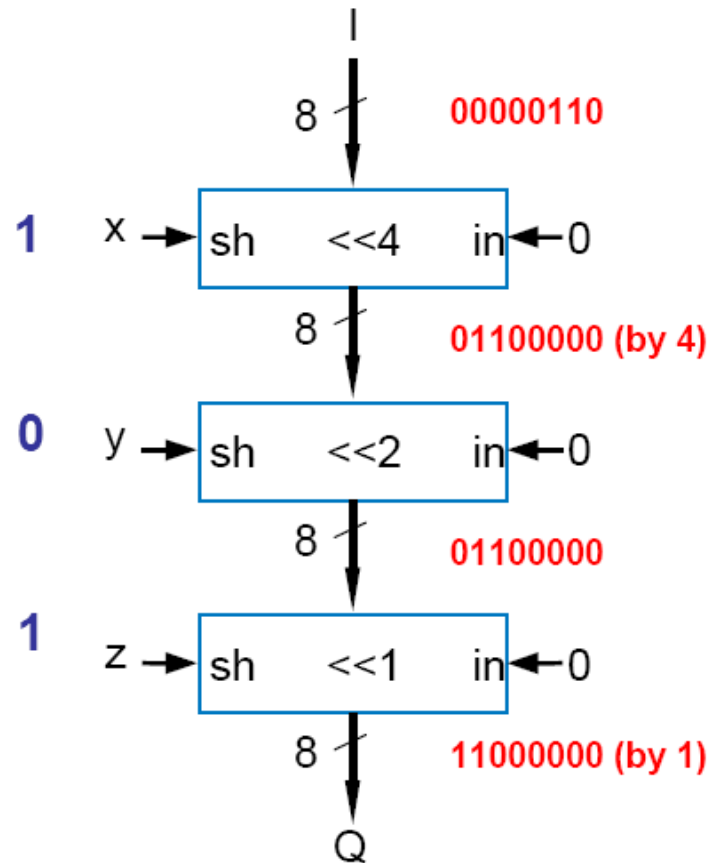 I
8 00000110
1 x sh <<4 in 0
8 01100000 (by 4)
0 y sh <<2 in 0
8 01100000
1 z sh <<1 in 0
8 11000000 (by 1)
Q